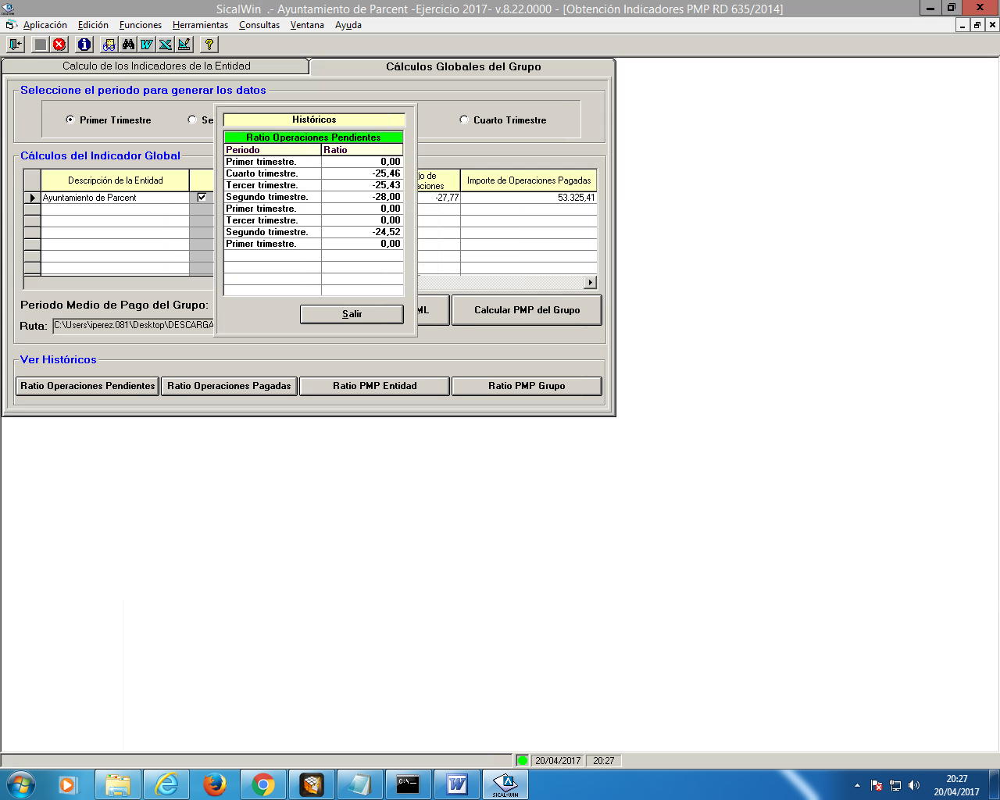 SicalWin .- Ayuntamiento de Parcent -Ejercicio 2017- v.8.22.0000 - [Obtención Indicadores PMP RD 635/2014]
Aplicación Edición Funciones Herramientas Consultas Ventana Ayuda
Calculo de los Indicadores de la Entidad
Cálculos Globales del Grupo
Seleccione el periodo para generar los datos
Primer Trimestre
Se
Cuarto Trimestre
Históricos
Ratio Operaciones Pendientes
Periodo Ratio
Primer trimestre. 0,00
Cuarto trimestre. -25,46
Tercer trimestre. -25,43
Segundo trimestre. -28,00
Primer trimestre. 0,00
Tercer trimestre. 0,00
Segundo trimestre. -24,52
Primer trimestre. 0,00
Salir
Cálculos del Indicador Global
Descripción de la Entidad
Importe de Operaciones Pagadas
Ayuntamiento de Parcent -27,77 53.325,41
Periodo Medio de Pago del Grupo:
Ruta: C:\Users\iperez.081\Desktop\DESCARGA
ML
Calcular PMP del Grupo
Ver Históricos
Ratio Operaciones Pendientes
Ratio Operaciones Pagadas
Ratio PMP Entidad
Ratio PMP Grupo
20/04/2017 20:27
C:\_
SICAL-WIN
20:27
20/04/2017